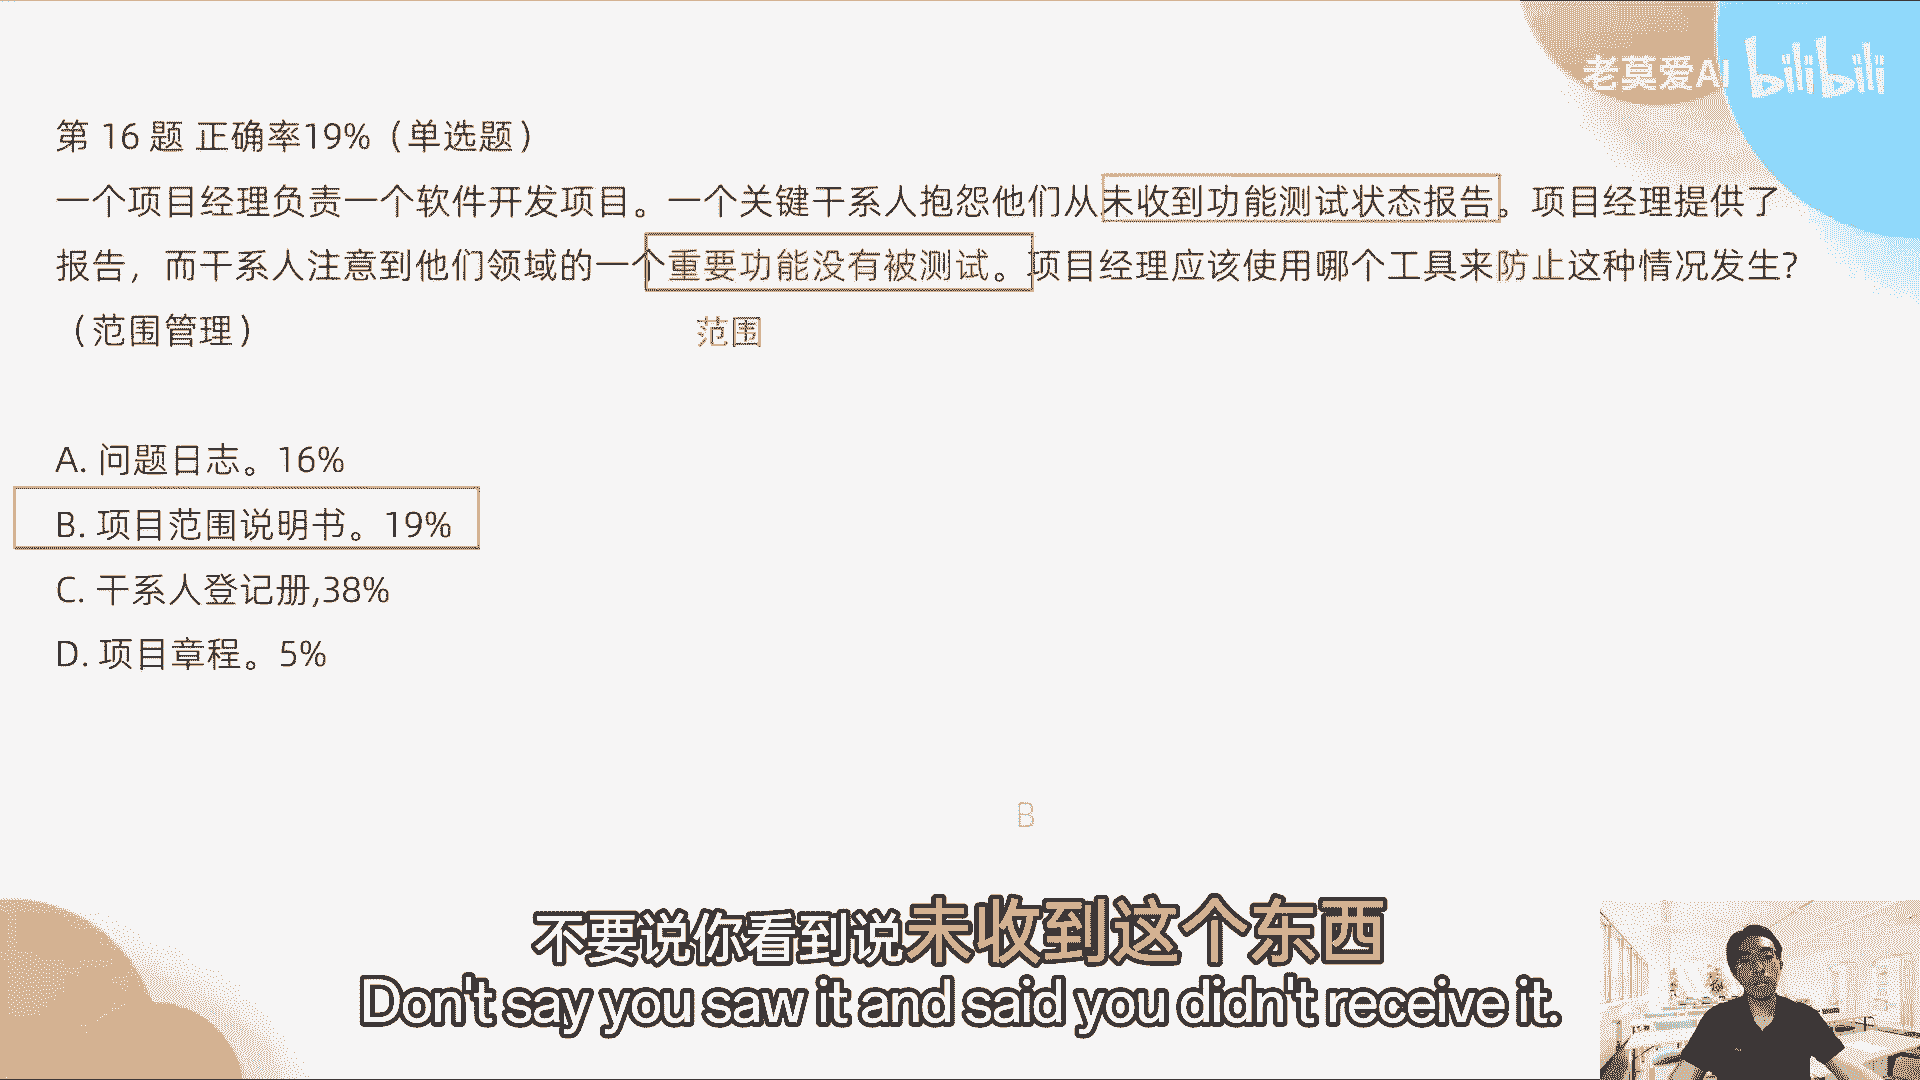 老莫爱AI bilibili
第 16 题 正确率19%（单选题）
一个项目经理负责一个软件开发项目。一个关键干系人抱怨他们从未收到功能测试状态报告。项目经理提供了
报告，而干系人注意到他们领域的一个重要功能没有被测试。项目经理应该使用哪个工具来防止这种情况发生?
（范围管理）
范围
A. 问题日志。16%
B. 项目范围说明书。19%
C. 干系人登记册,38%
D. 项目章程。5%
B
不要说你看到说未收到这个东西
Don't say you saw it and said you didn't receive it.